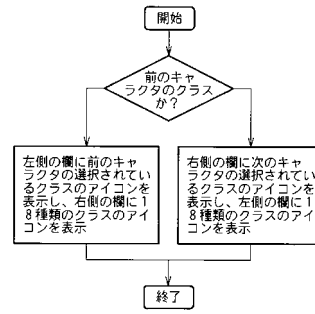 開始
前のキャ
ラクタのクラス
か?
左側の欄に前のキャ
ラクタの選択されてい
るクラスのアイコンを
表示し、右側の欄に1
8種類のクラスのアイ
コンを表示
右側の欄に次のキャ
ラクタの選択されてい
るクラスのアイコンを
表示し、左側の欄に1
8種類のクラスのアイ
コンを表示
終了